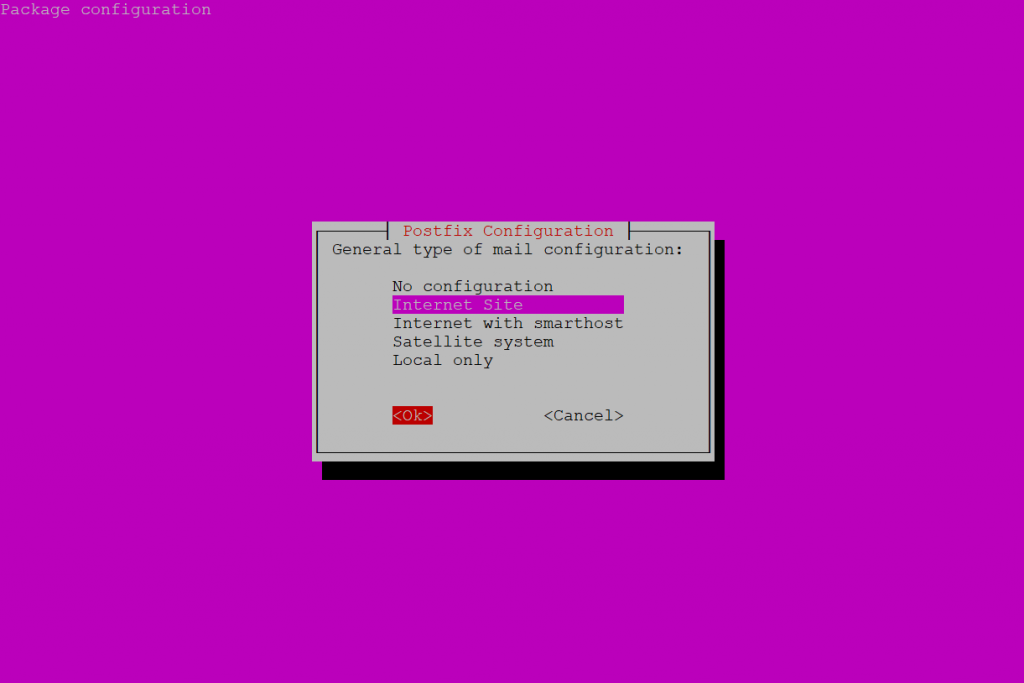 Package configuration
Postfix Configuration
General type of mail configuration:
No configuration
Internet Site
Internet with smarthost
Satellite system
Local only
<Ok> <Cancel>